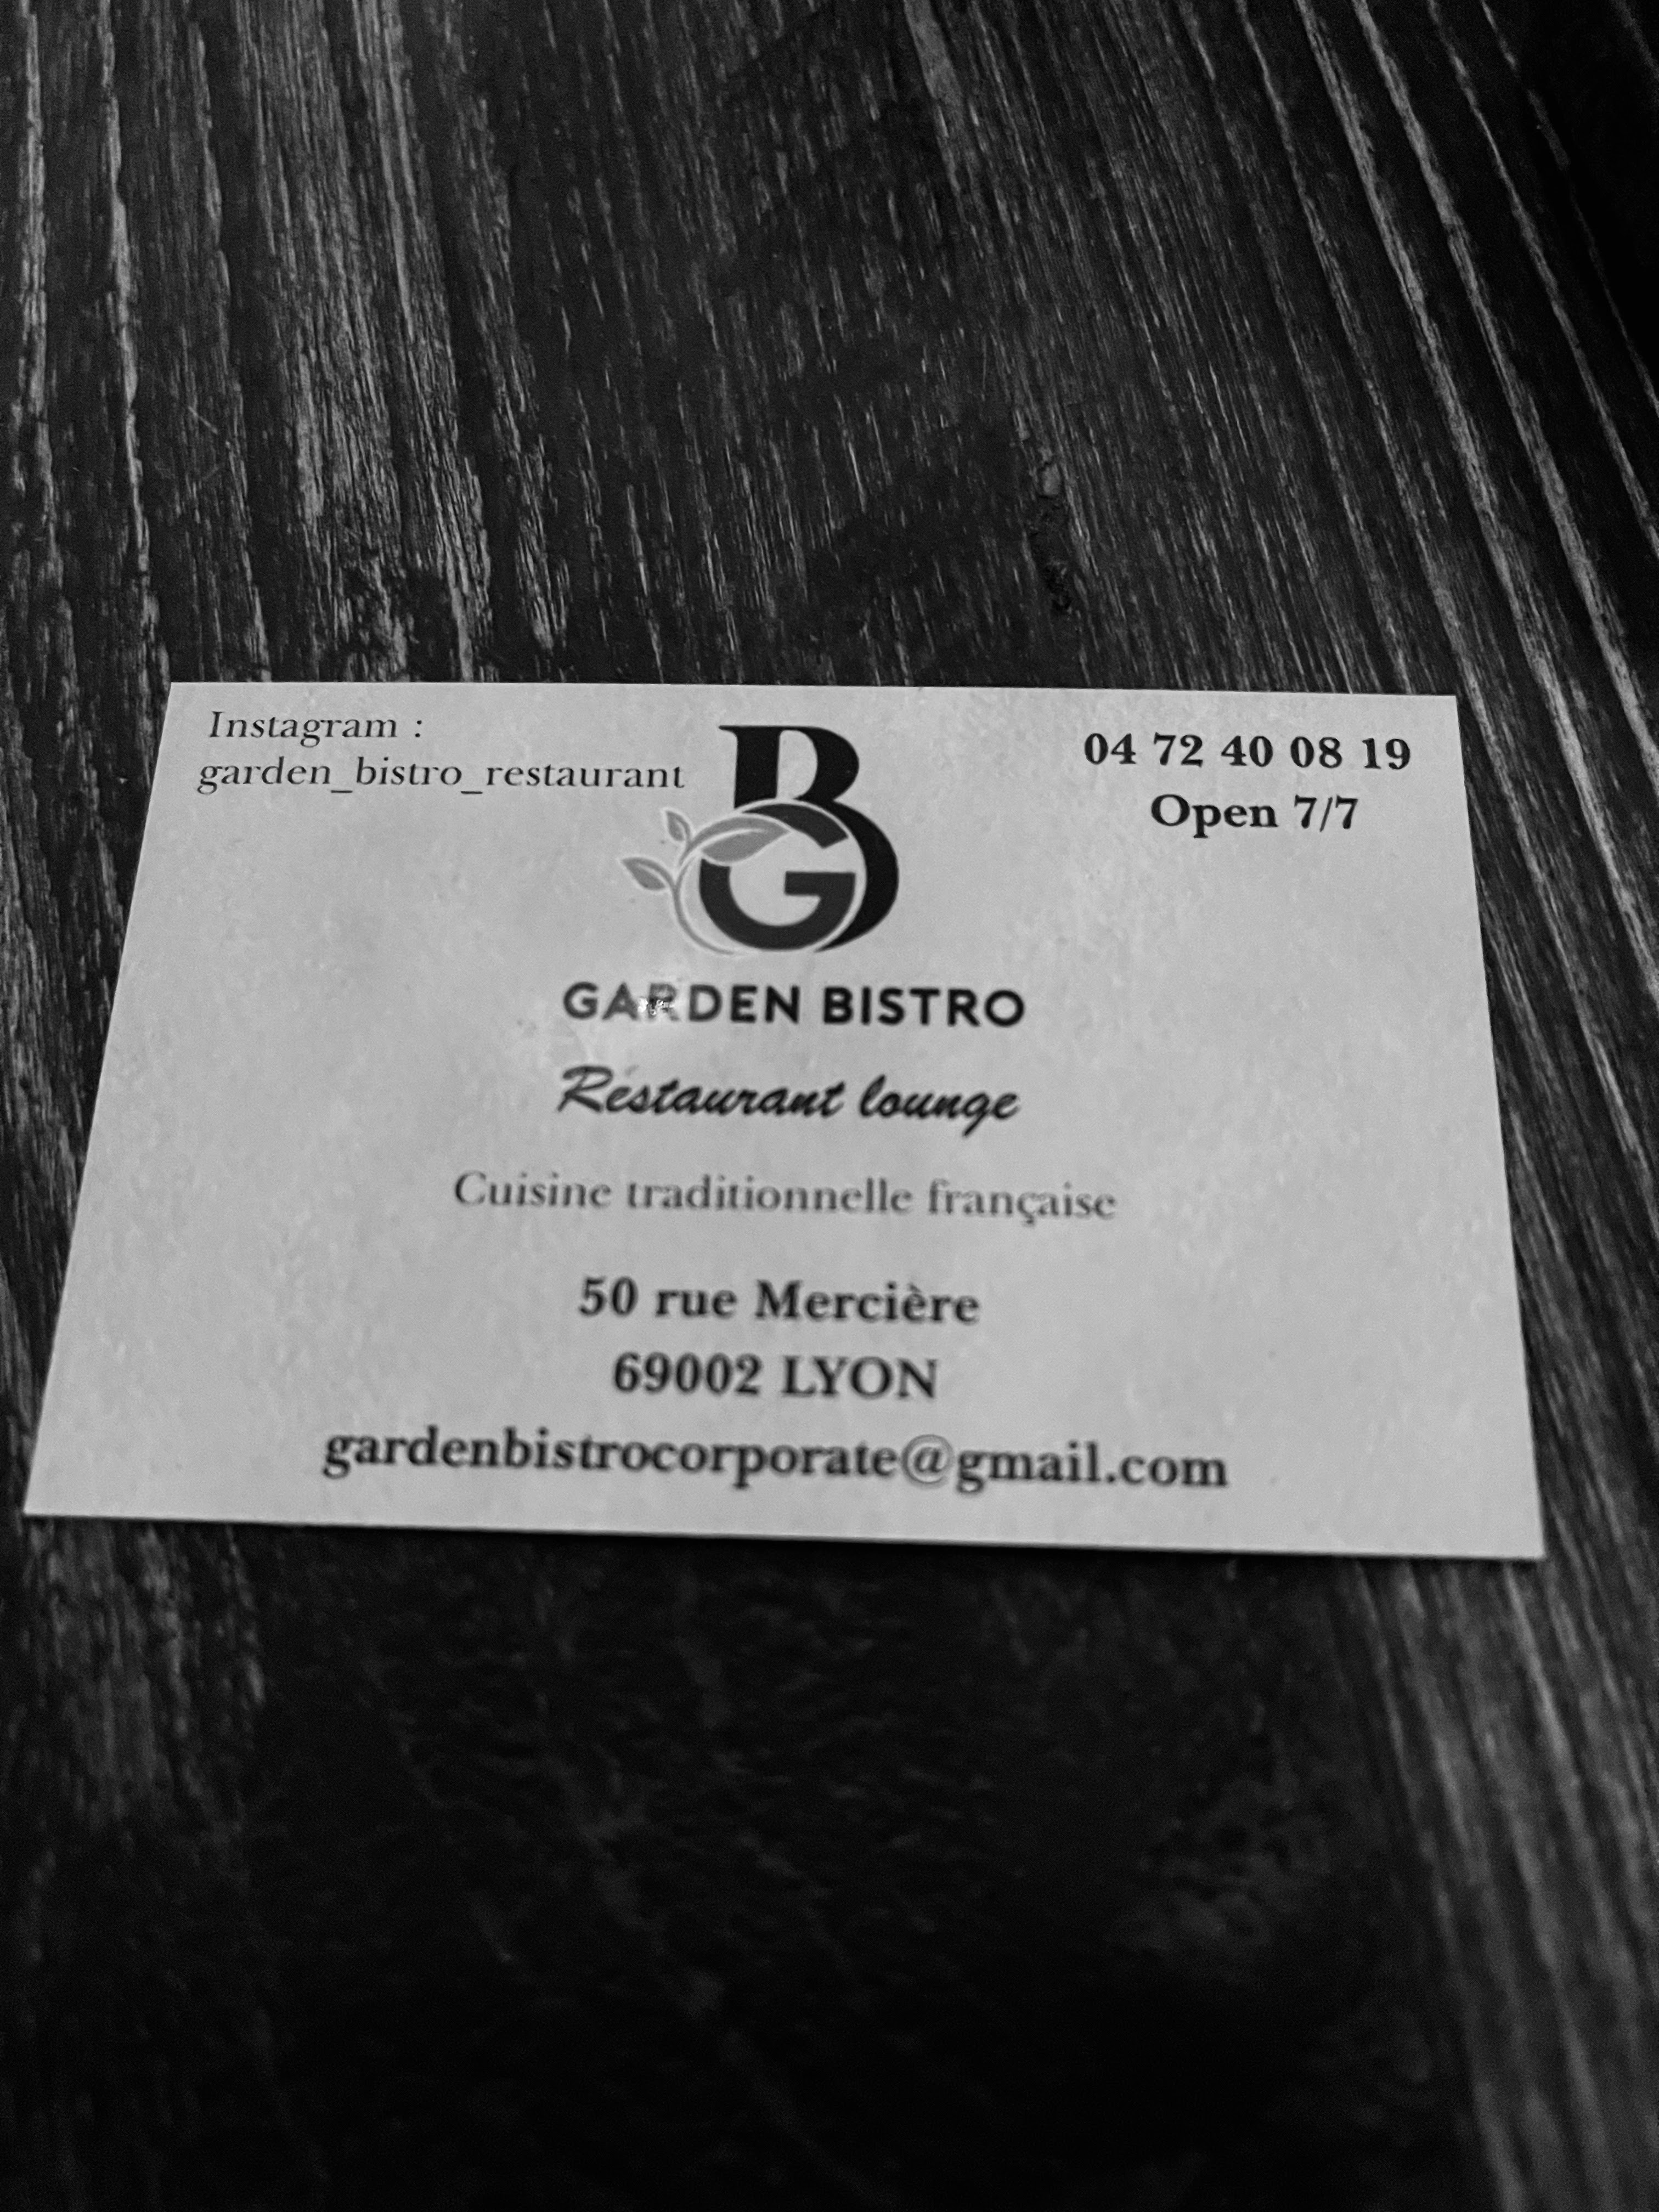 Instagram :
garden_bistro_restaurant
04 72 40 08 19
Open 7/7
BG
GARDEN BISTRO
Restaurant lounge
Cuisine traditionnelle française
50 rue Mercière
69002 LYON
gardenbistrocorporate@gmail.com